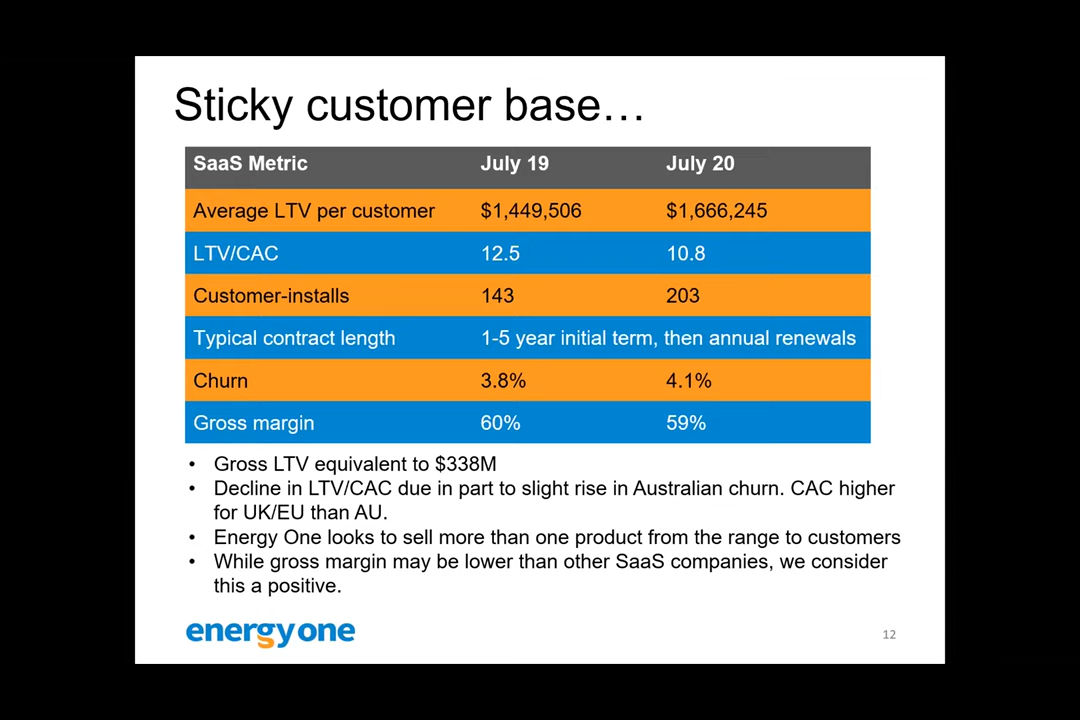 Sticky customer base…
SaaS Metric July 19 July 20
Average LTV per customer $1,449,506 $1,666,245
LTV/CAC 12.5 10.8
Customer-installs 143 203
Typical contract length 1-5 year initial term, then annual renewals
Churn 3.8% 4.1%
Gross margin 60% 59%
• Gross LTV equivalent to $338M
• Decline in LTV/CAC due in part to slight rise in Australian churn. CAC higher
for UK/EU than AU.
• Energy One looks to sell more than one product from the range to customers
• While gross margin may be lower than other SaaS companies, we consider
this a positive.
energyone
12